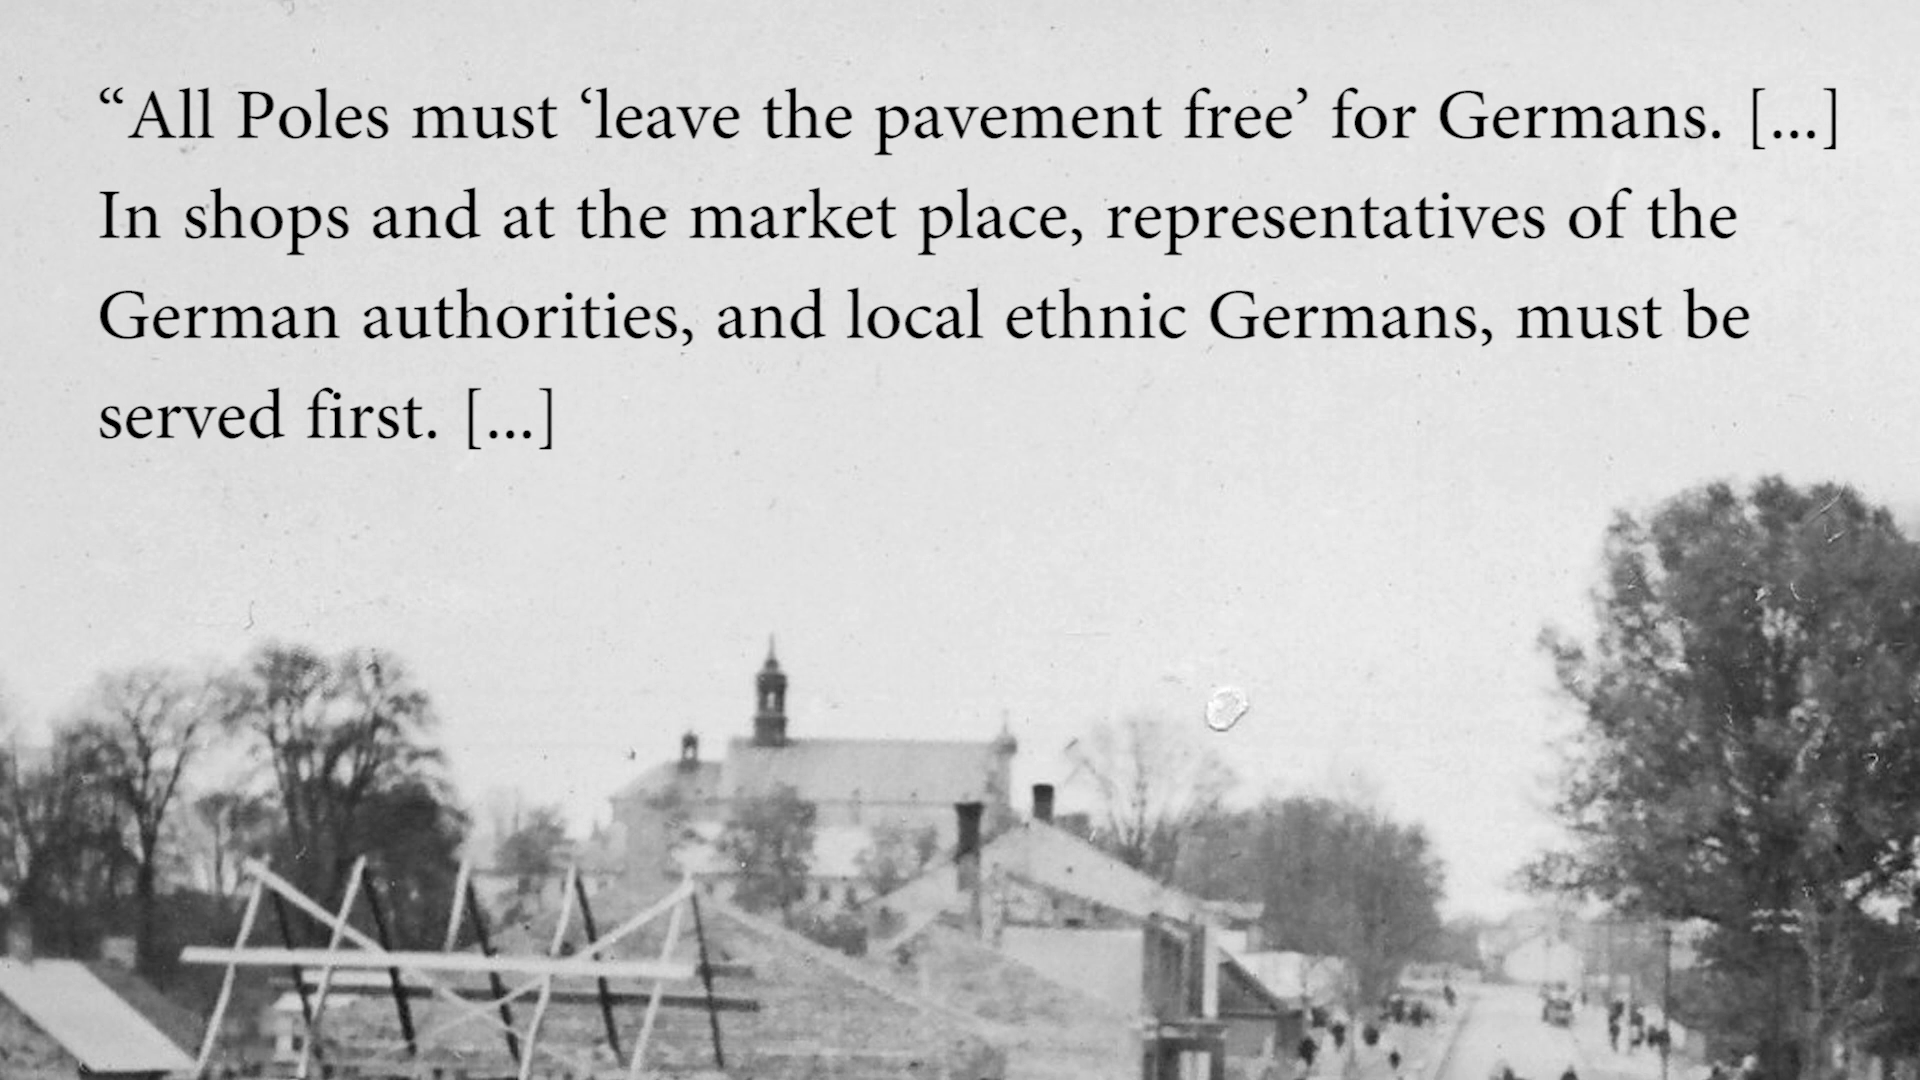 “All Poles must ‘leave the pavement free’ for Germans. [...]
In shops and at the market place, representatives of the
German authorities, and local ethnic Germans, must be
served first. [...]